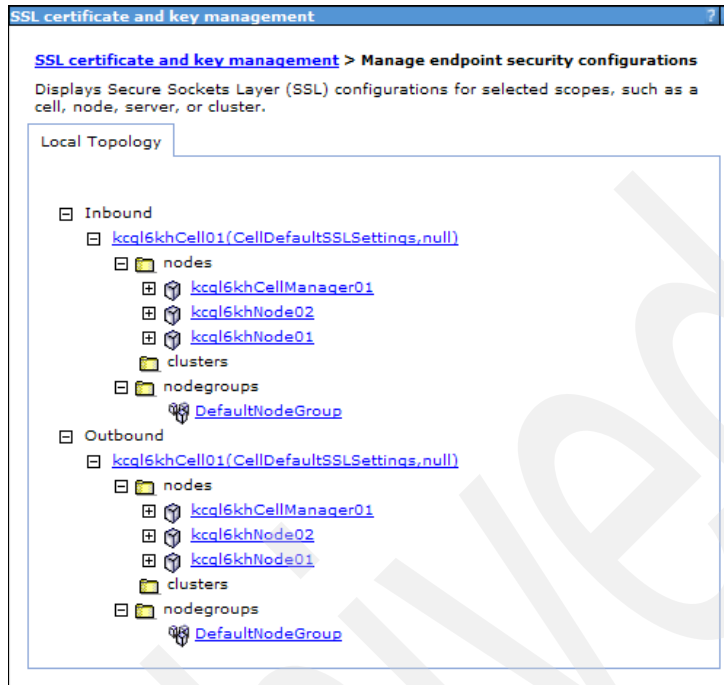 SSL certificate and key management ?
SSL certificate and key management > Manage endpoint security configurations
Displays Secure Sockets Layer (SSL) configurations for selected scopes, such as a
cell, node, server, or cluster.
Local Topology
Inbound
kcgl6khCell01(CellDefaultSSLSettings,null)
nodes
kcgl6khCellManager01
kcgl6khNode02
kcgl6khNode01
clusters
nodegroups
DefaultNodeGroup
Outbound
kcgl6khCell01(CellDefaultSSLSettings,null)
nodes
kcgl6khCellManager01
kcgl6khNode02
kcgl6khNode01
clusters
nodegroups
DefaultNodeGroup